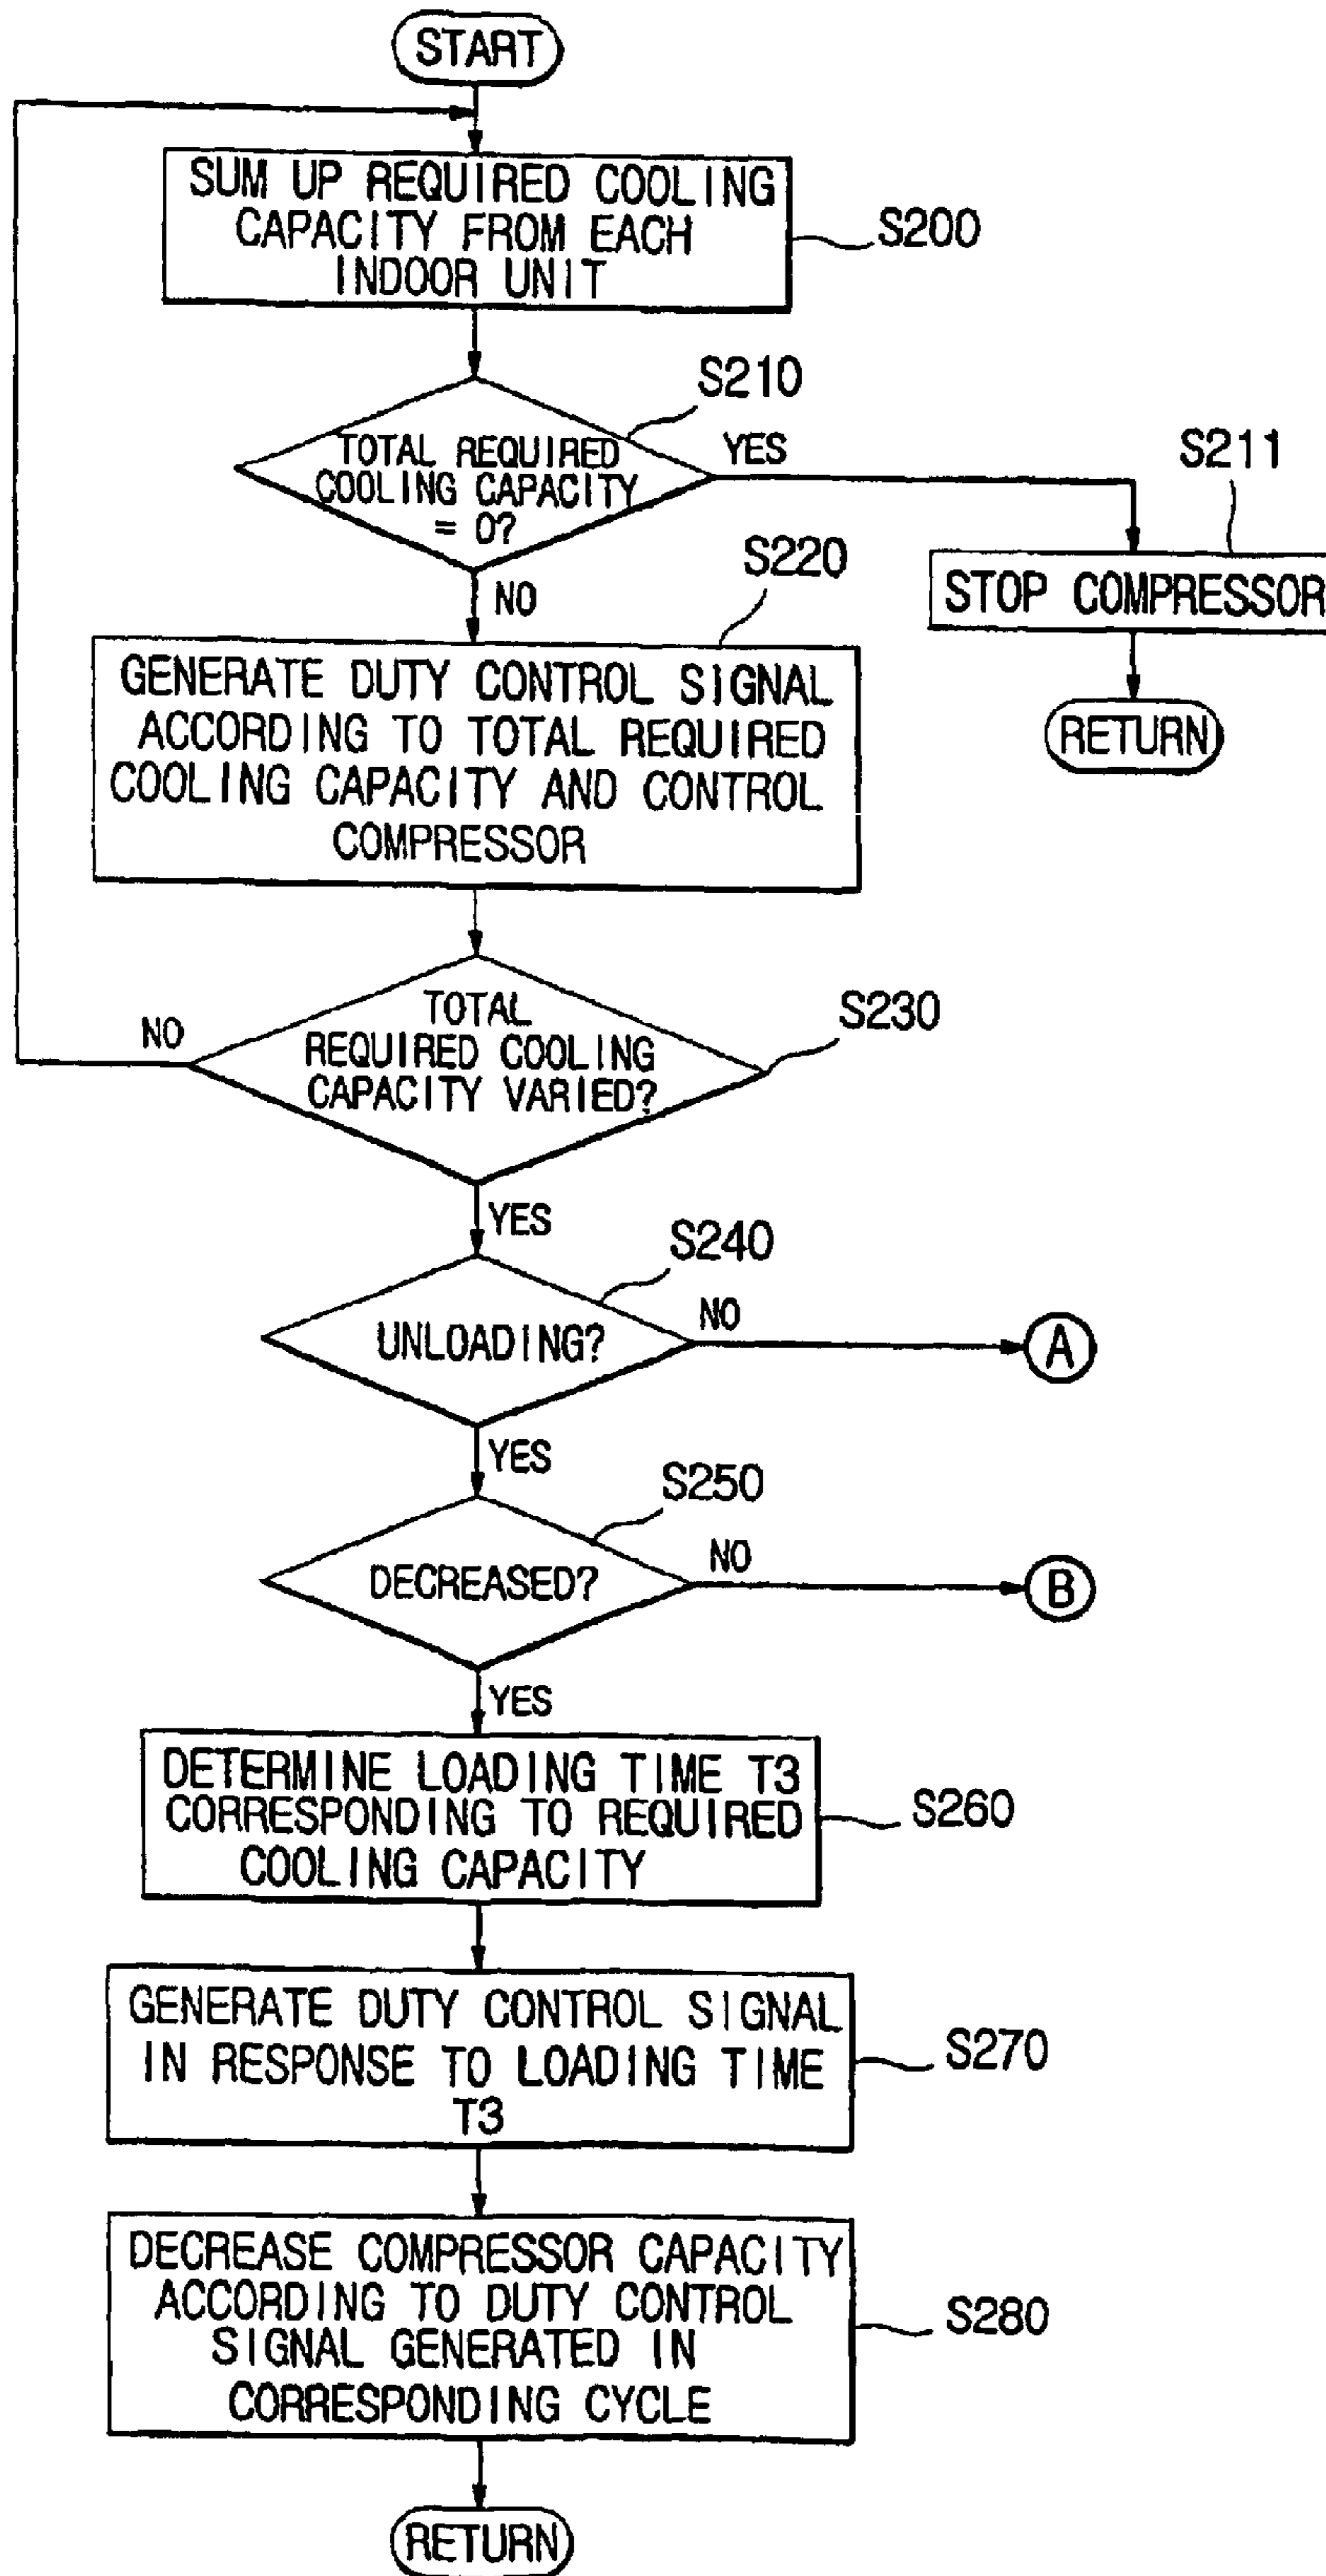 START
SUM UP REQUIRED COOLING
CAPACITY FROM EACH
INDOOR UNIT
S200
S210
TOTAL REQUIRED
COOLING CAPACITY
= 0?
YES
S211
STOP COMPRESSOR
RETURN
NO
S220
GENERATE DUTY CONTROL SIGNAL
ACCORDING TO TOTAL REQUIRED
COOLING CAPACITY AND CONTROL
COMPRESSOR
TOTAL
REQUIRED COOLING
CAPACITY VARIED?
S230
NO
YES
S240
UNLOADING?
NO
A
YES
S250
DECREASED?
NO
B
YES
DETERMINE LOADING TIME T3
CORRESPONDING TO REQUIRED
COOLING CAPACITY
S260
GENERATE DUTY CONTROL SIGNAL
IN RESPONSE TO LOADING TIME
T3
S270
DECREASE COMPRESSOR CAPACITY
ACCORDING TO DUTY CONTROL
SIGNAL GENERATED IN
CORRESPONDING CYCLE
S280
RETURN